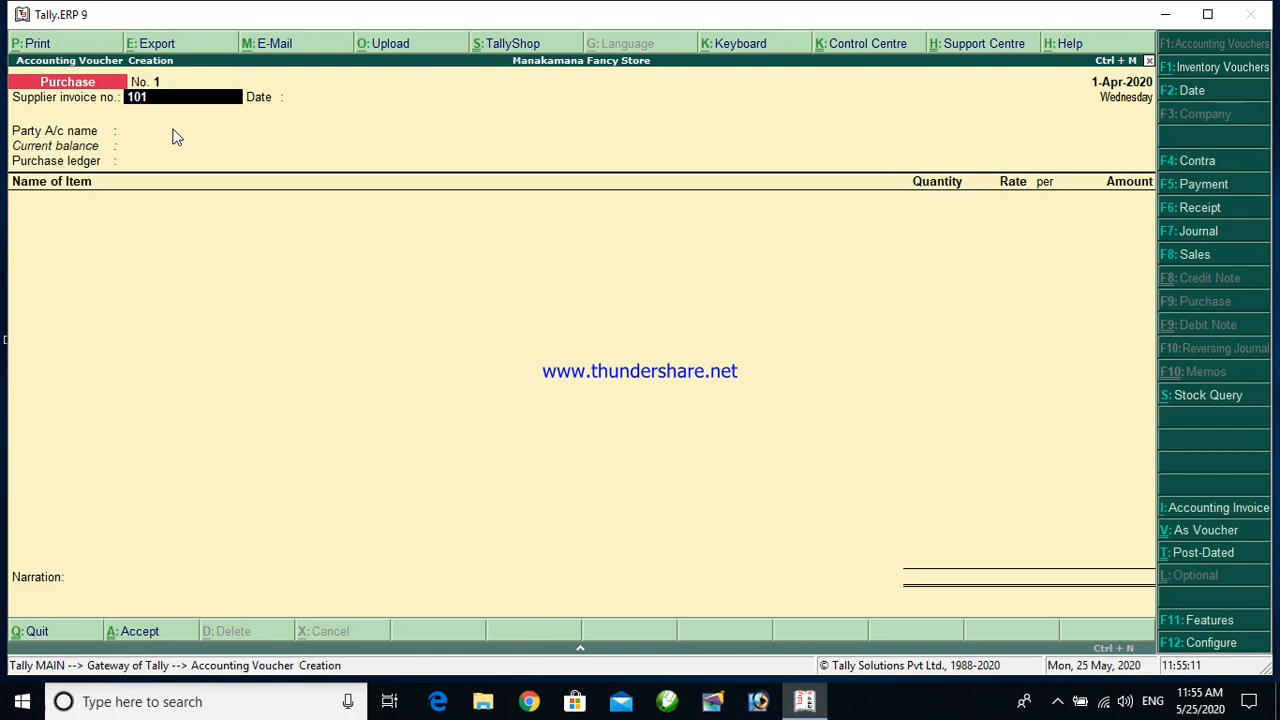 Tally.ERP 9
P: Print E: Export M: E-Mail O: Upload S: TallyShop G: Language K: Keyboard K: Control Centre H: Support Centre H: Help
F1: Accounting Vouchers
Accounting Voucher Creation Manakamana Fancy Store Ctrl + M
F1: Inventory Vouchers
Purchase No. 1 1-Apr-2020
F2: Date
Supplier invoice no.: 101 Date : Wednesday
F3: Company
Party A/c name :
Current balance :
Purchase ledger :
F4: Contra
Name of Item Quantity Rate per Amount
F5: Payment
F6: Receipt
F7: Journal
F8: Sales
F8: Credit Note
F9: Purchase
F9: Debit Note
F10: Reversing Journal
F10: Memos
www.thundershare.net
S: Stock Query
I: Accounting Invoice
V: As Voucher
T: Post-Dated
Narration:
L: Optional
F11: Features
Q: Quit A: Accept D: Delete X: Cancel
F12: Configure
Ctrl + N
Tally MAIN --> Gateway of Tally --> Accounting Voucher Creation © Tally Solutions Pvt Ltd., 1988-2020 Mon, 25 May, 2020 11:55:11
Type here to search
ENG
11:55 AM
5/25/2020